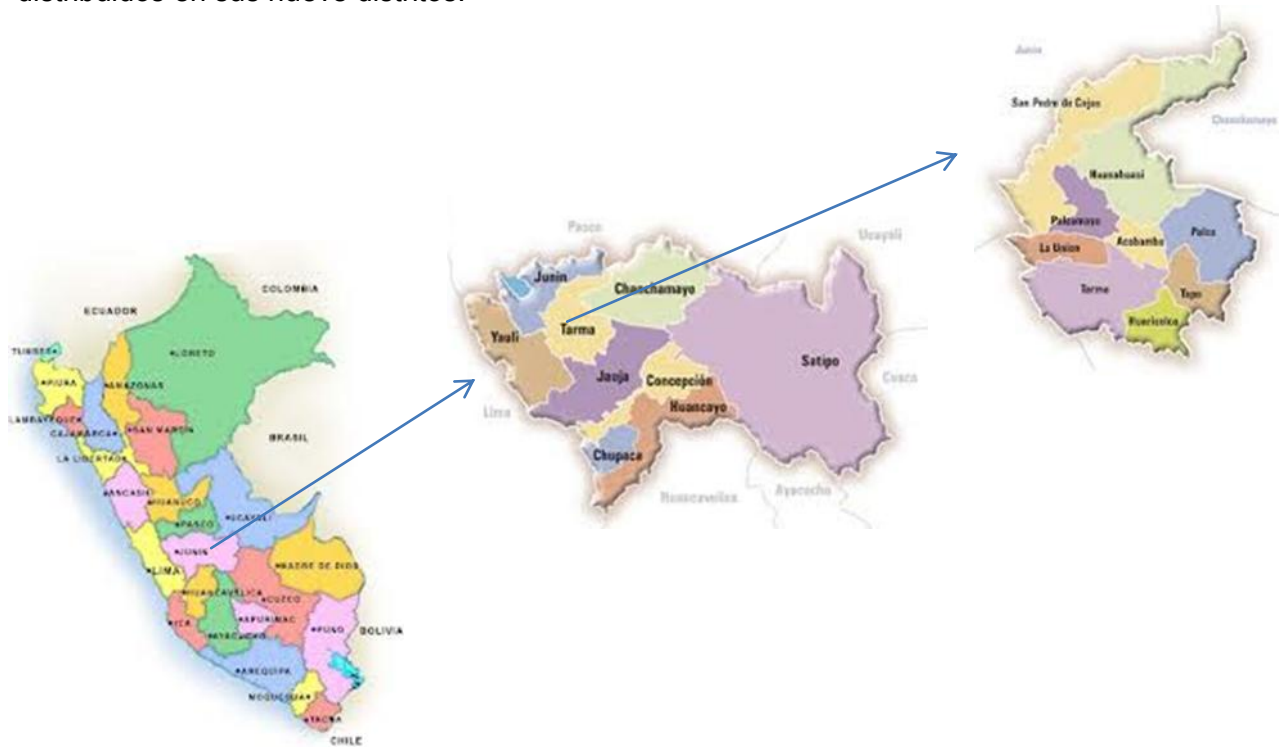 distribuidos en sus nueve distritos.
COLOMBIA
ECUADOR
TUMBES
LORETO
PIURA
AMAZONAS
LAMBAYEQUE
CAJAMARCA
SAN MARTIN
BRASIL
LA LIBERTAD
ANCASH
HUANUCO
UCAYALI
PASCO
JUNIN
LIMA
MADRE DE DIOS
HUANCAVELICA
CUZCO
ICA
APURIMAC
AYACUCHO
PUNO
BOLIVIA
AREQUIPA
MOQUEGUA
TACNA
CHILE
Pasco
Ucayali
Junín
Chanchamayo
Yauli
Tarma
Satipo
Jauja
Concepción
Cusco
Lima
Huancayo
Chupaca
Huancavelica
Ayacucho
Junín
San Pedro de Cajas
Chanchamayo
Huasahuasi
Palcamayo
La Union
Acobamba
Palca
Tarma
Tapo
Huaricolca